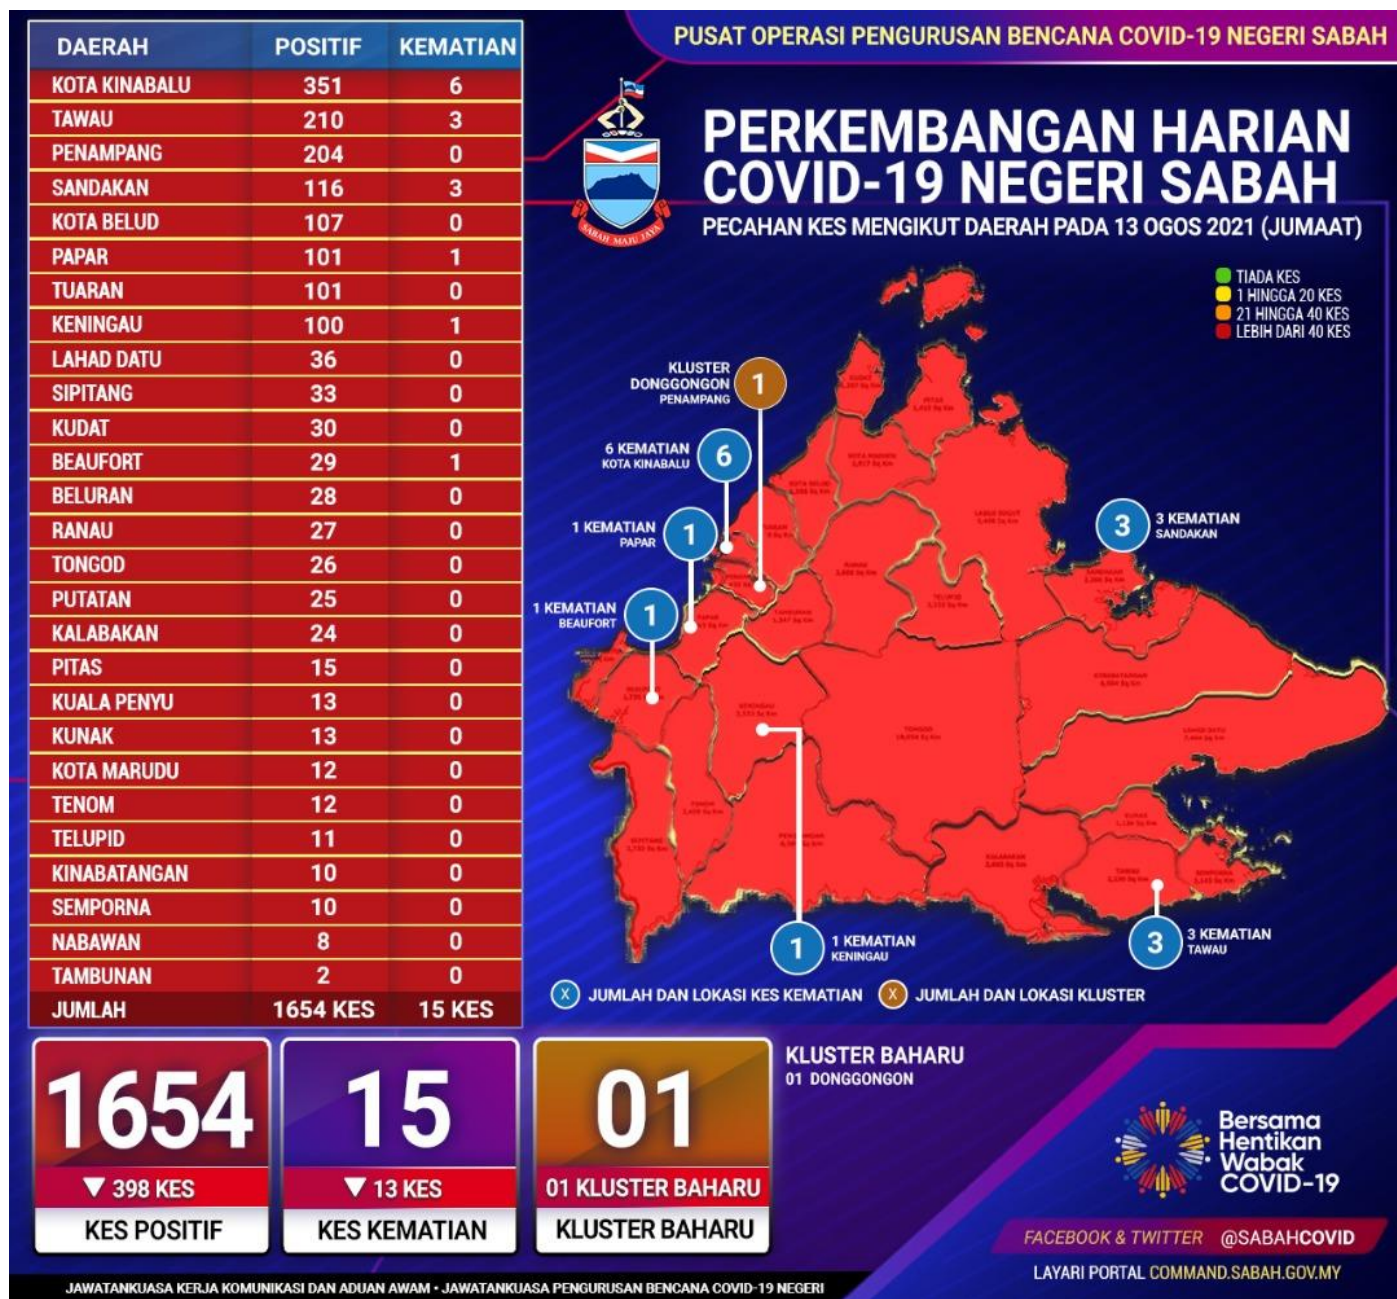 DAERAH POSITIF KEMATIAN
KOTA KINABALU 351 6
TAWAU 210 3
PENAMPANG 204 0
SANDAKAN 116 3
KOTA BELUD 107 0
PAPAR 101 1
TUARAN 101 0
KENINGAU 100 1
LAHAD DATU 36 0
SIPITANG 33 0
KUDAT 30 0
BEAUFORT 29 1
BELURAN 28 0
RANAU 27 0
TONGOD 26 0
PUTATAN 25 0
KALABAKAN 24 0
PITAS 15 0
KUALA PENYU 13 0
KUNAK 13 0
KOTA MARUDU 12 0
TENOM 12 0
TELUPID 11 0
KINABATANGAN 10 0
SEMPORNA 10 0
NABAWAN 8 0
TAMBUNAN 2 0
JUMLAH 1654 KES 15 KES
PUSAT OPERASI PENGURUSAN BENCANA COVID-19 NEGERI SABAH
SABAH MAJU JAYA
PERKEMBANGAN HARIAN
COVID-19 NEGERI SABAH
PECAHAN KES MENGIKUT DAERAH PADA 13 OGOS 2021 (JUMAAT)
TIADA KES
1 HINGGA 20 KES
21 HINGGA 40 KES
LEBIH DARI 40 KES
KLUSTER
DONGGONGON
PENAMPANG
1
6 KEMATIAN
KOTA KINABALU
6
1 KEMATIAN
PAPAR
1
1 KEMATIAN
BEAUFORT
1
3
3 KEMATIAN
SANDAKAN
1
1 KEMATIAN
KENINGAU
3
3 KEMATIAN
TAWAU
X JUMLAH DAN LOKASI KES KEMATIAN X JUMLAH DAN LOKASI KLUSTER
1654
▼ 398 KES
KES POSITIF
15
▼ 13 KES
KES KEMATIAN
01
01 KLUSTER BAHARU
KLUSTER BAHARU
KLUSTER BAHARU
01 DONGGONGON
Bersama
Hentikan
Wabak
COVID-19
FACEBOOK & TWITTER @SABAHCOVID
LAYARI PORTAL COMMAND.SABAH.GOV.MY
JAWATANKUASA KERJA KOMUNIKASI DAN ADUAN AWAM • JAWATANKUASA PENGURUSAN BENCANA COVID-19 NEGERI